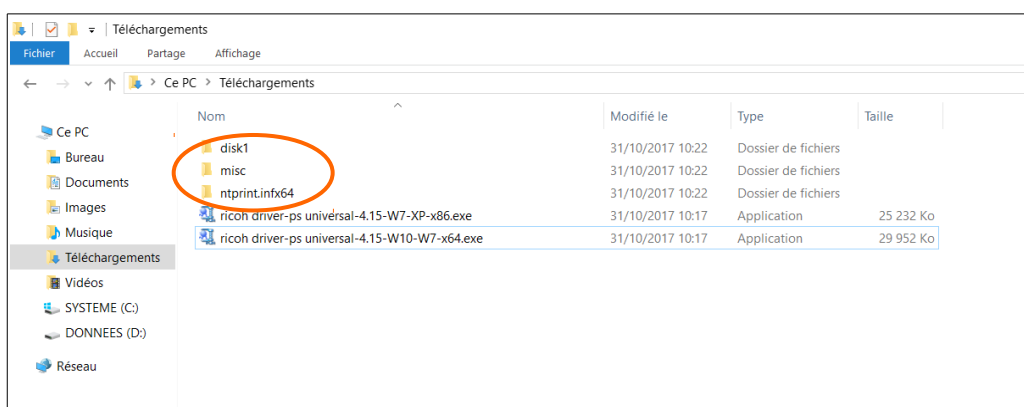 Téléchargements
Fichier Accueil Partage Affichage
Ce PC > Téléchargements
Nom Modifié le Type Taille
Ce PC
Bureau
Documents
Images
Musique
Téléchargements
Vidéos
SYSTEME (C:)
DONNEES (D:)
Réseau
disk1 31/10/2017 10:22 Dossier de fichiers
misc 31/10/2017 10:22 Dossier de fichiers
ntprint.infx64 31/10/2017 10:22 Dossier de fichiers
ricoh driver-ps universal-4.15-W7-XP-x86.exe 31/10/2017 10:17 Application 25 232 Ko
ricoh driver-ps universal-4.15-W10-W7-x64.exe 31/10/2017 10:17 Application 29 952 Ko